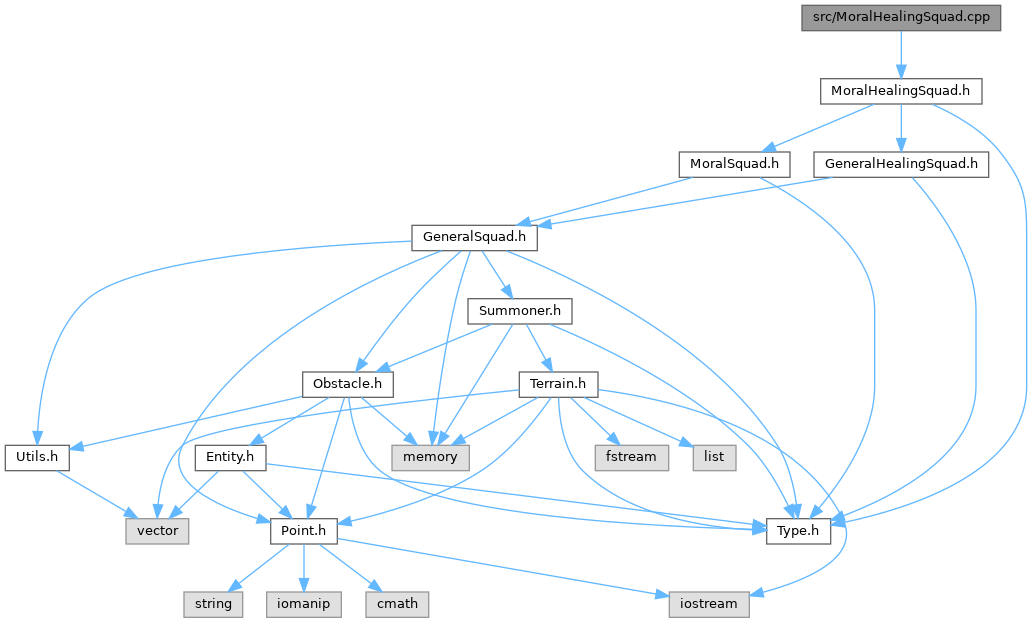 src/MoralHealingSquad.cpp
MoralHealingSquad.h
MoralSquad.h
GeneralHealingSquad.h
GeneralSquad.h
Summoner.h
Obstacle.h
Terrain.h
Utils.h
Entity.h
memory
fstream
list
vector
Point.h
Type.h
string
iomanip
cmath
iostream